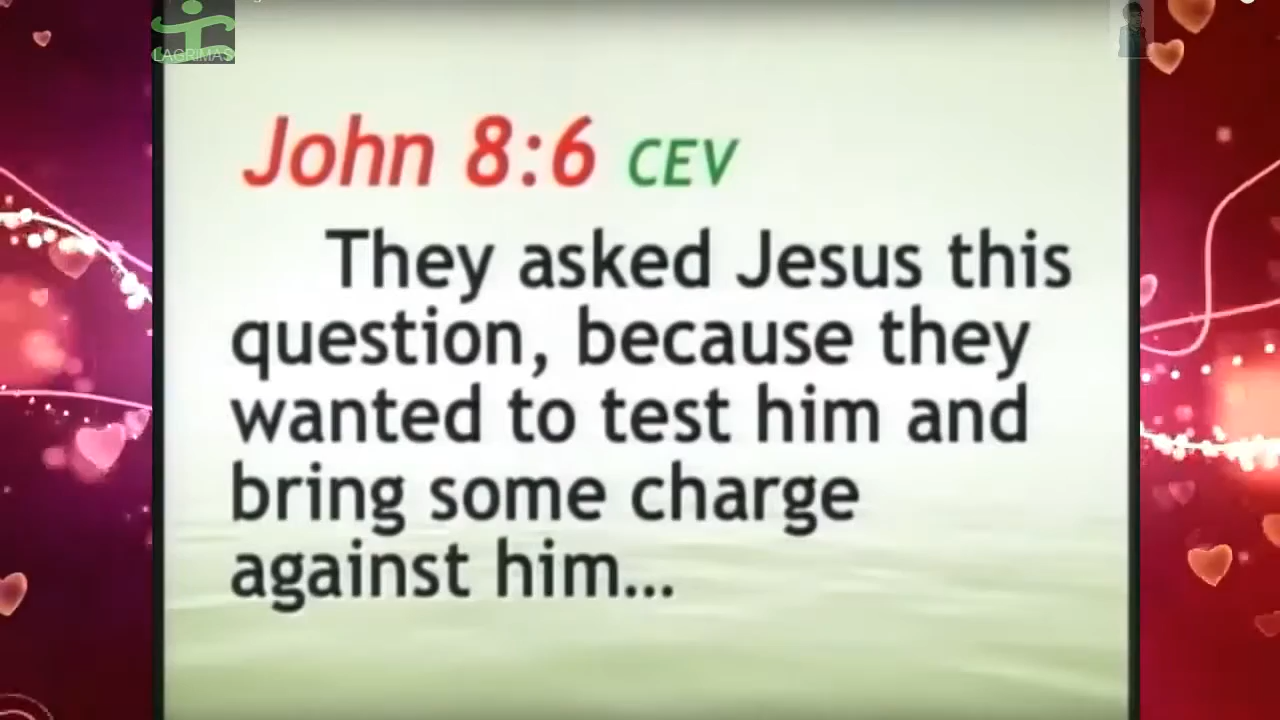 LAGRIMAS
John 8:6 CEV
They asked Jesus this
question, because they
wanted to test him and
bring some charge
against him...